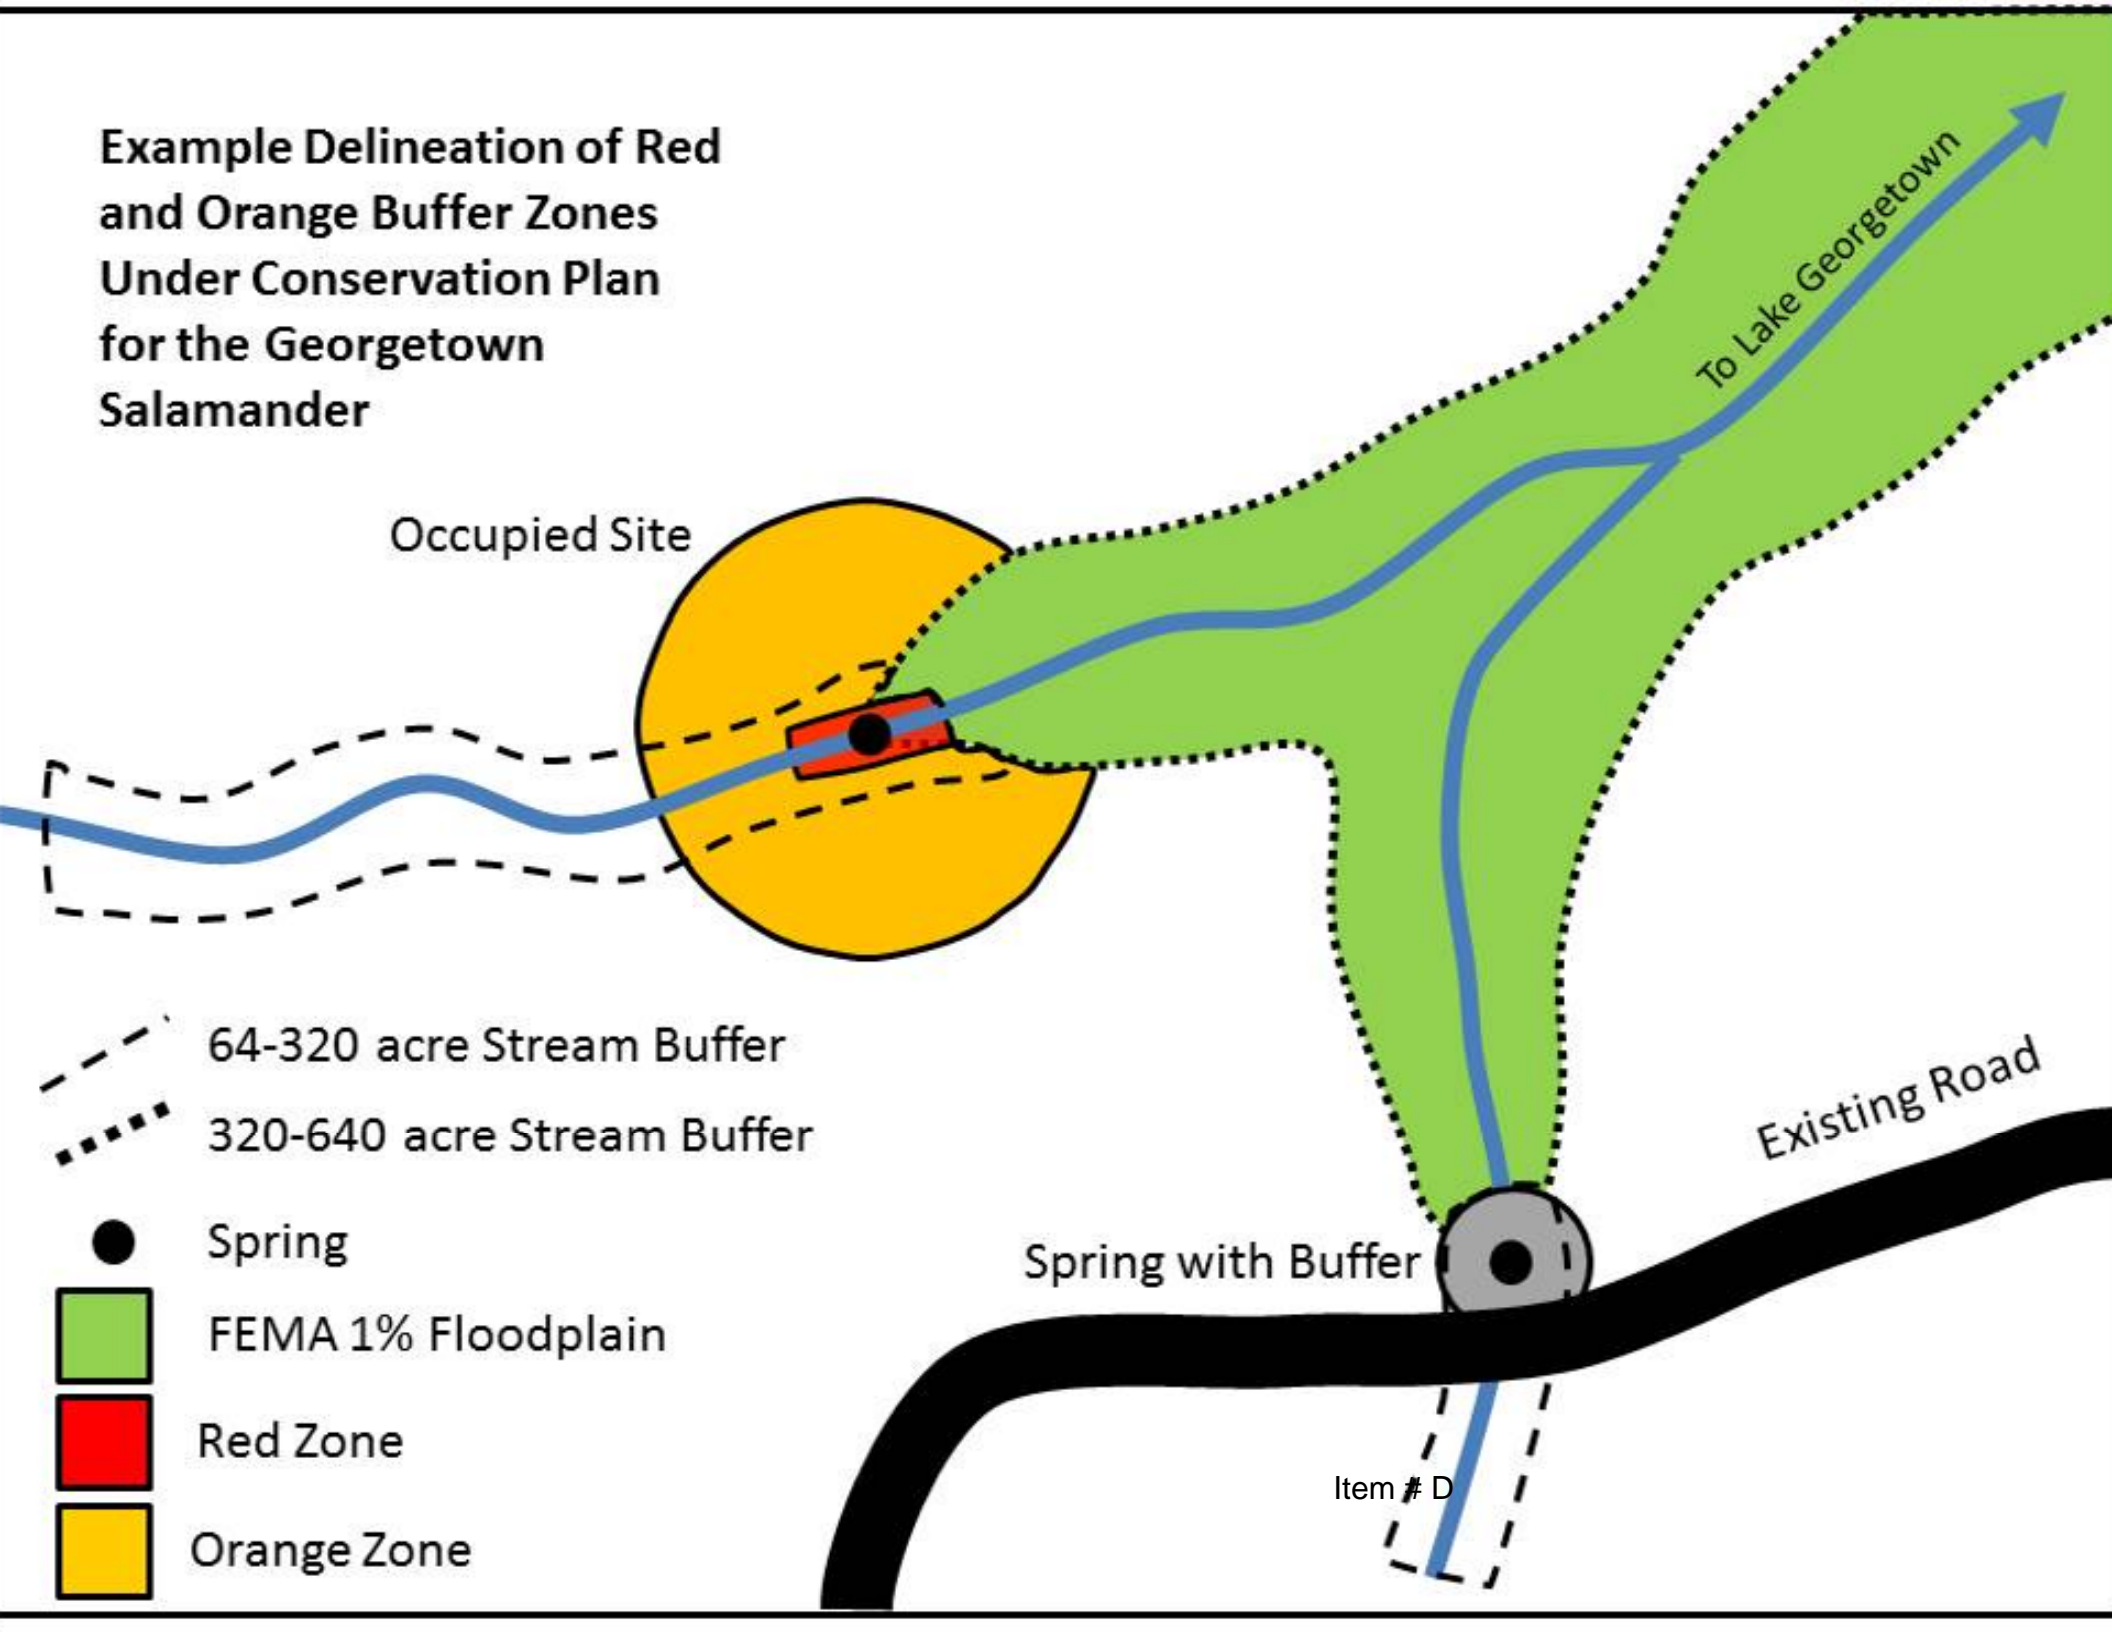 Example Delineation of Red
and Orange Buffer Zones
Under Conservation Plan
for the Georgetown
Salamander
To Lake Georgetown
Occupied Site
64-320 acre Stream Buffer
320-640 acre Stream Buffer
Existing Road
Spring
Spring with Buffer
FEMA 1% Floodplain
Red Zone
Item # D
Orange Zone